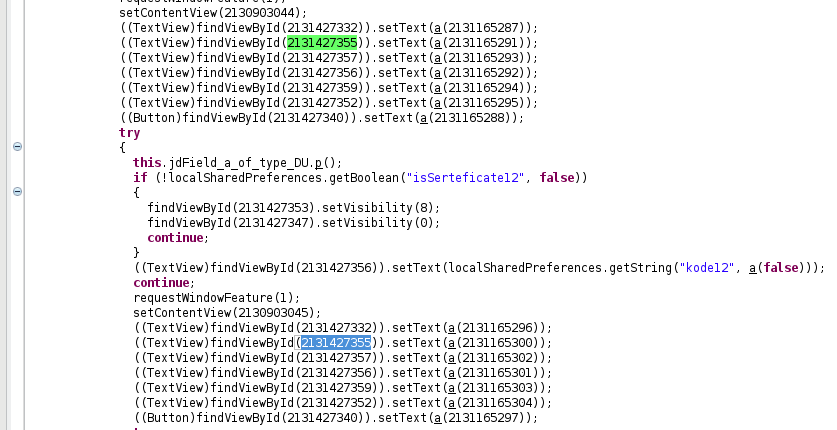 requestWindowFeature(1);
setContentView(2130903044);
((TextView)findViewById(2131427332)).setText(a(2131165287));
((TextView)findViewById(2131427355)).setText(a(2131165291));
((TextView)findViewById(2131427357)).setText(a(2131165293));
((TextView)findViewById(2131427356)).setText(a(2131165292));
((TextView)findViewById(2131427359)).setText(a(2131165294));
((TextView)findViewById(2131427352)).setText(a(2131165295));
((Button)findViewById(2131427340)).setText(a(2131165288));
try
{
this.jdField_a_of_type_DU.p();
if (!localSharedPreferences.getBoolean("isSerteficate12", false))
{
findViewById(2131427353).setVisibility(8);
findViewById(2131427347).setVisibility(0);
continue;
}
((TextView)findViewById(2131427356)).setText(localSharedPreferences.getString("kode12", a(false)));
continue;
requestWindowFeature(1);
setContentView(2130903045);
((TextView)findViewById(2131427332)).setText(a(2131165296));
((TextView)findViewById(2131427355)).setText(a(2131165300));
((TextView)findViewById(2131427357)).setText(a(2131165302));
((TextView)findViewById(2131427356)).setText(a(2131165301));
((TextView)findViewById(2131427359)).setText(a(2131165303));
((TextView)findViewById(2131427352)).setText(a(2131165304));
((Button)findViewById(2131427340)).setText(a(2131165297));